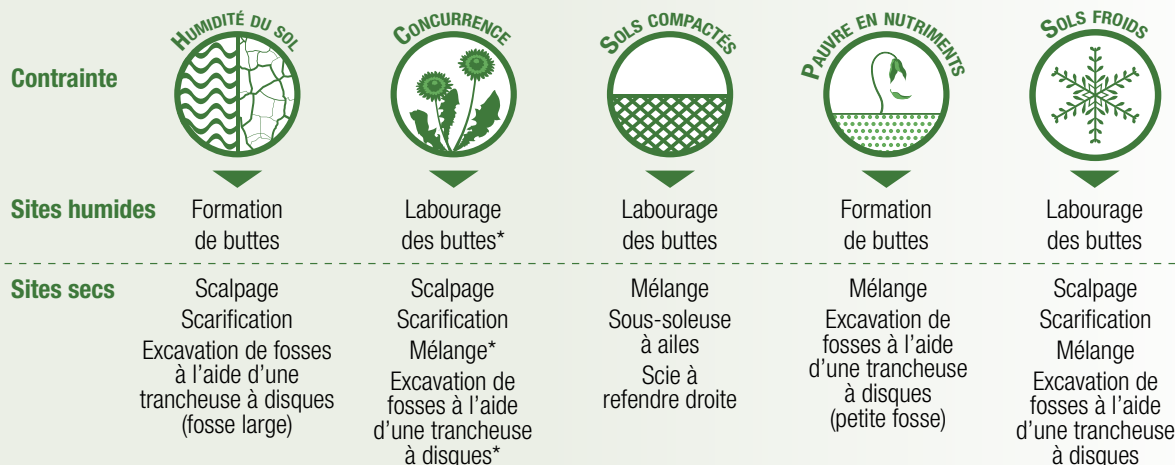 Contrainte
HUMIDITÉ DU SOL
CONCURRENCE
SOLS COMPACTÉS
PAUVRE EN NUTRIMENTS
SOLS FROIDS
Sites humides
Formation
de buttes
Labourage
des buttes*
Labourage
des buttes
Formation
de buttes
Labourage
des buttes
Sites secs
Scalpage
Scarification
Excavation de fosses
à l'aide d'une
trancheuse à disques
(fosse large)
Scalpage
Scarification
Mélange*
Excavation de
fosses à l'aide
d'une trancheuse
à disques*
Mélange
Sous-soleuse
à ailes
Scie à
refendre droite
Mélange
Excavation de
fosses à l'aide
d'une trancheuse
à disques
(petite fosse)
Scalpage
Scarification
Mélange
Excavation de
fosses à l'aide
d'une trancheuse
à disques